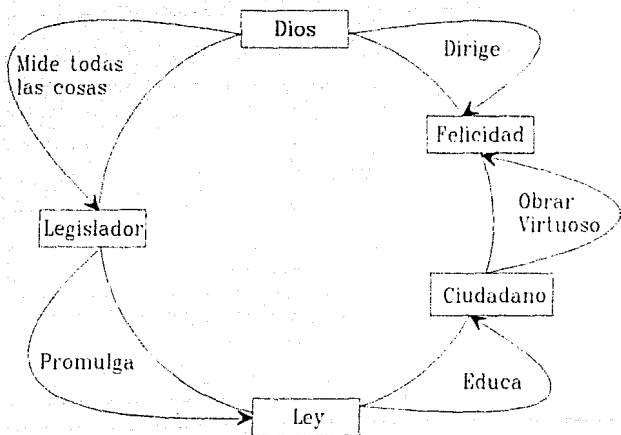 Dios
Mide todas
las cosas
Dirige
Felicidad
Legislador
Obrar
Virtuoso
Ciudadano
Promulga
Educa
Ley